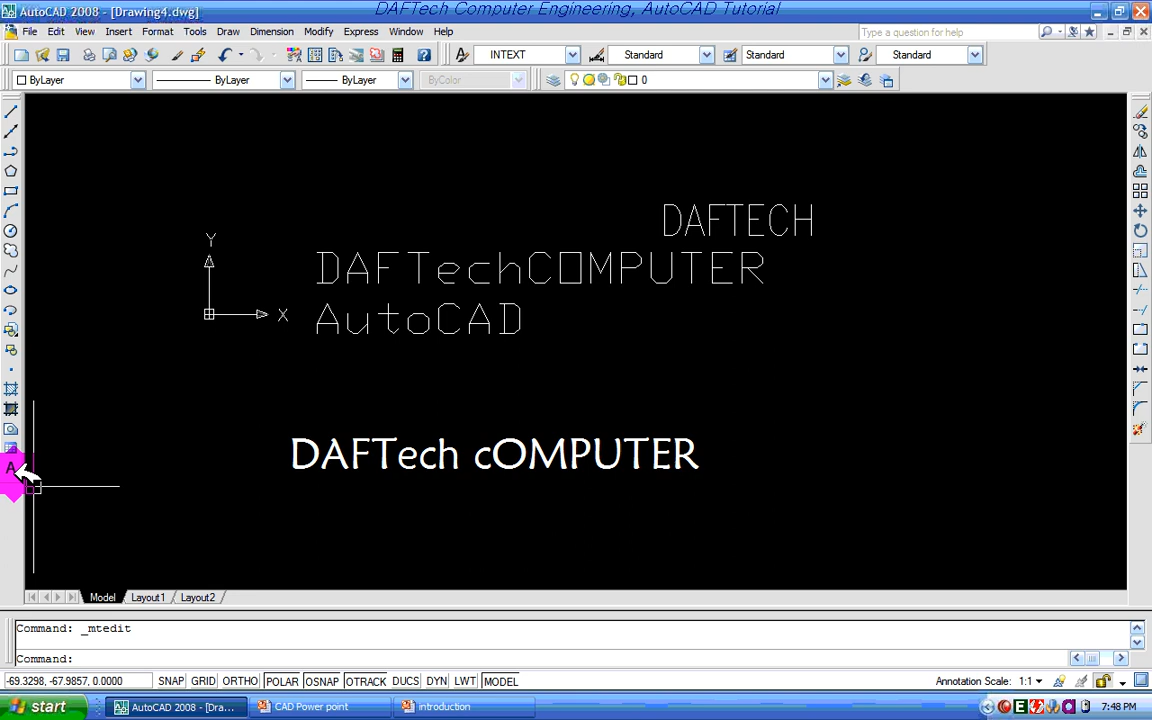 AutoCAD 2008 - [Drawing4.dwg]
DAFTech Computer Engineering, AutoCAD Tutorial
File Edit View Insert Format Tools Draw Dimension Modify Express Window Help
Type a question for help
INTEXT Standard Standard Standard
ByLayer ByLayer ByLayer ByColor 0
DAFTECH
Y
DAFTechCOMPUTER
X
AutoCAD
DAFTech cOMPUTER
A
Model Layout1 Layout2
Command: _mtedit
Command:
-69.3298, -67.9857, 0.0000 SNAP GRID ORTHO POLAR OSNAP OTRACK DUCS DYN LWT MODEL Annotation Scale: 1:1
start AutoCAD 2008 - [Dra... CAD Power point introduction 7:48 PM